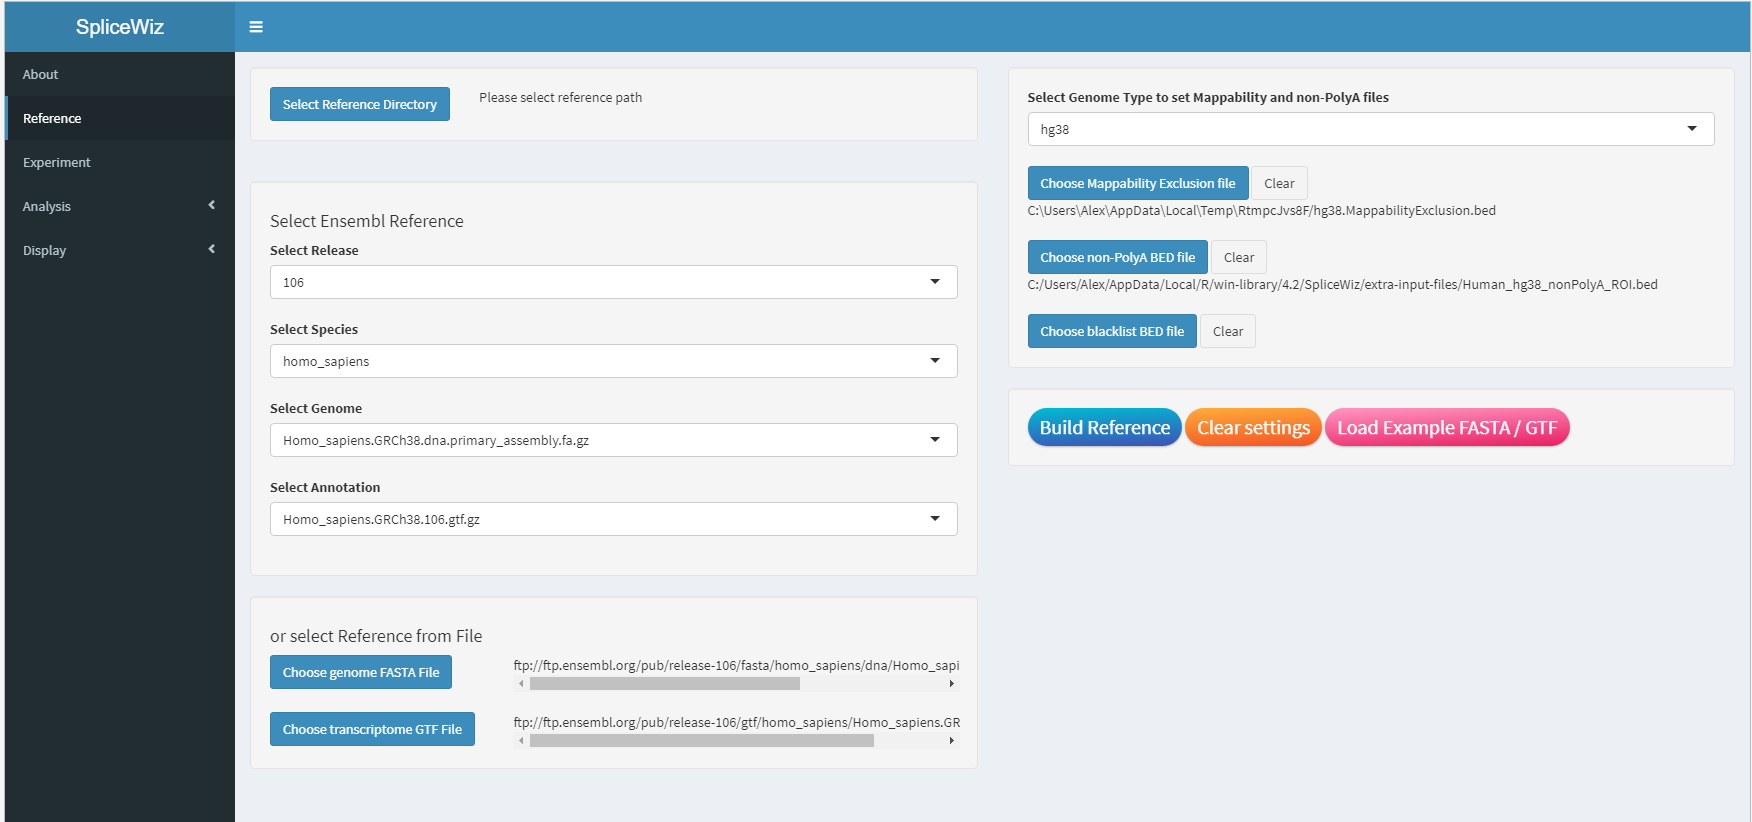 SpliceWiz
About
Reference
Experiment
Analysis
Display
Select Reference Directory
Please select reference path
Select Ensembl Reference
Select Release
106
Select Species
homo_sapiens
Select Genome
Homo_sapiens.GRCh38.dna.primary_assembly.fa.gz
Select Annotation
Homo_sapiens.GRCh38.106.gtf.gz
or select Reference from File
Choose genome FASTA File
ftp://ftp.ensembl.org/pub/release-106/fasta/homo_sapiens/dna/Homo_sapi
Choose transcriptome GTF File
ftp://ftp.ensembl.org/pub/release-106/gtf/homo_sapiens/Homo_sapiens.GR
Select Genome Type to set Mappability and non-PolyA files
hg38
Choose Mappability Exclusion file Clear
C:\Users\Alex\AppData\Local\Temp\RtmpcJvs8F/hg38.MappabilityExclusion.bed
Choose non-PolyA BED file Clear
C:/Users/Alex/AppData/Local/R/win-library/4.2/SpliceWiz/extra-input-files/Human_hg38_nonPolyA_ROI.bed
Choose blacklist BED file Clear
Build Reference Clear settings Load Example FASTA / GTF